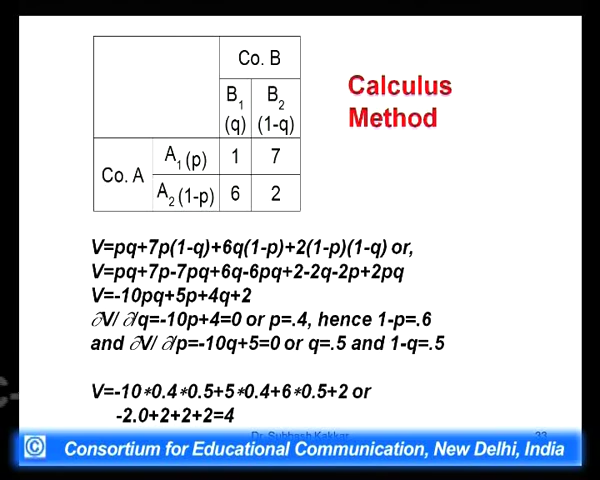 Co. B
Calculus
Method
B1 B2
(q) (1-q)
Co. A
A1 (p) 1 7
A2 (1-p) 6 2
V=pq+7p(1-q)+6q(1-p)+2(1-p)(1-q) or,
V=pq+7p-7pq+6q-6pq+2-2q-2p+2pq
V=-10pq+5p+4q+2
∂V/ ∂q=-10p+4=0 or p=.4, hence 1-p=.6
and ∂V/ ∂p=-10q+5=0 or q=.5 and 1-q=.5
V=-10*0.4*0.5+5*0.4+6*0.5+2 or
-2.0+2+2+2=4
Dr. Subhash Kakkar 23
© Consortium for Educational Communication, New Delhi, India